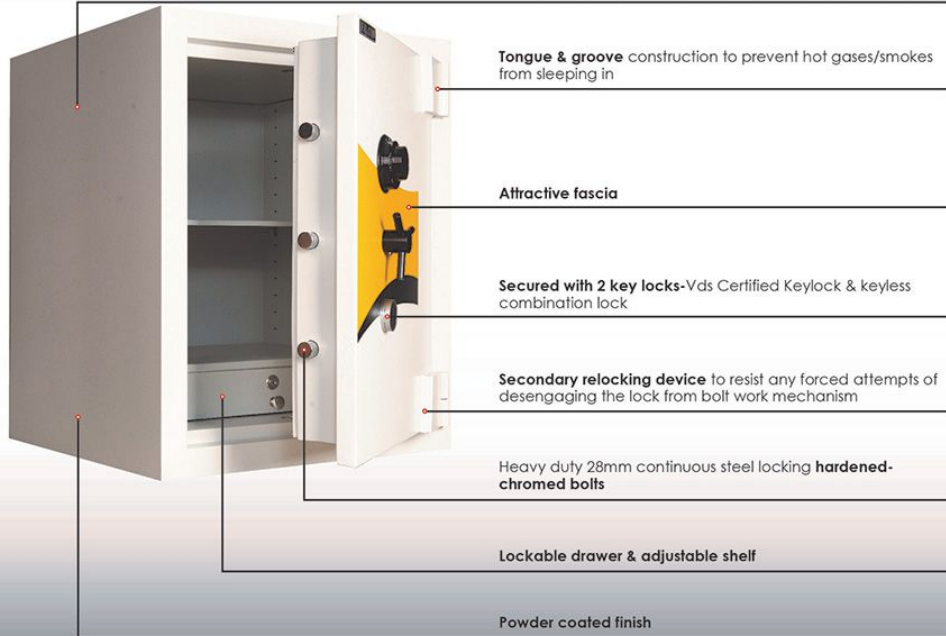 Tongue & groove construction to prevent hot gases/smokes
from sleeping in
Attractive fascia
Secured with 2 key locks-Vds Certified Keylock & keyless
combination lock
Secondary relocking device to resist any forced attempts of
desengaging the lock from bolt work mechanism
Heavy duty 28mm continuous steel locking hardened-
chromed bolts
Lockable drawer & adjustable shelf
Powder coated finish